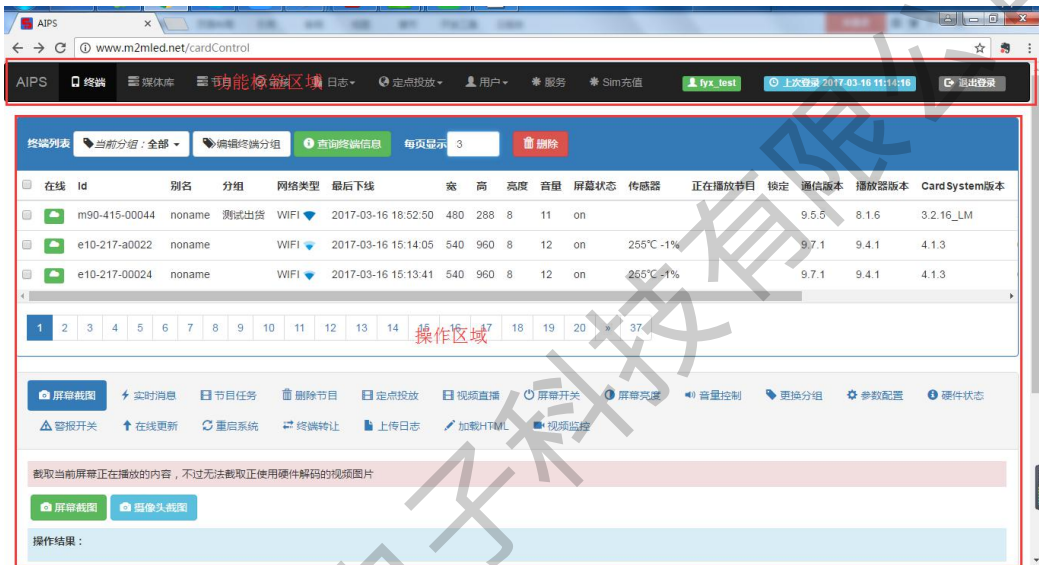 AIPS
www.m2mled.net/cardControl
AIPS 终端 媒体库 节目 日志 定点投放 用户 服务 Sim充值 fyx_test 上次登录 2017-03-16 11:14:16 退出登录
功能标签区域
终端列表 当前分组：全部 编辑终端分组 查询终端信息 每页显示 3 删除
在线 Id 别名 分组 网络类型 最后下线 宽 高 亮度 音量 屏幕状态 传感器 正在播放节目 锁定 通信版本 播放器版本 CardSystem版本
m90-415-00044 noname 测试出货 WIFI 2017-03-16 18:52:50 480 288 8 11 on 9.5.5 8.1.6 3.2.16_LM
e10-217-a0022 noname WIFI 2017-03-16 15:14:05 540 960 8 12 on 255℃ -1% 9.7.1 9.4.1 4.1.3
e10-217-00024 noname WIFI 2017-03-16 15:13:41 540 960 8 12 on 255℃ -1% 9.7.1 9.4.1 4.1.3
1 2 3 4 5 6 7 8 9 10 11 12 13 14 15 16 17 18 19 20 » 37
操作区域
屏幕截图 实时消息 节目任务 删除节目 定点投放 视频直播 屏幕开关 屏幕亮度 音量控制 更换分组 参数配置 硬件状态
警报开关 在线更新 重启系统 终端转让 上传日志 加载HTML 视频监控
截取当前屏幕正在播放的内容，不过无法截取正使用硬件解码的视频图片
屏幕截图 摄像头截图
操作结果：
电子科技有限公